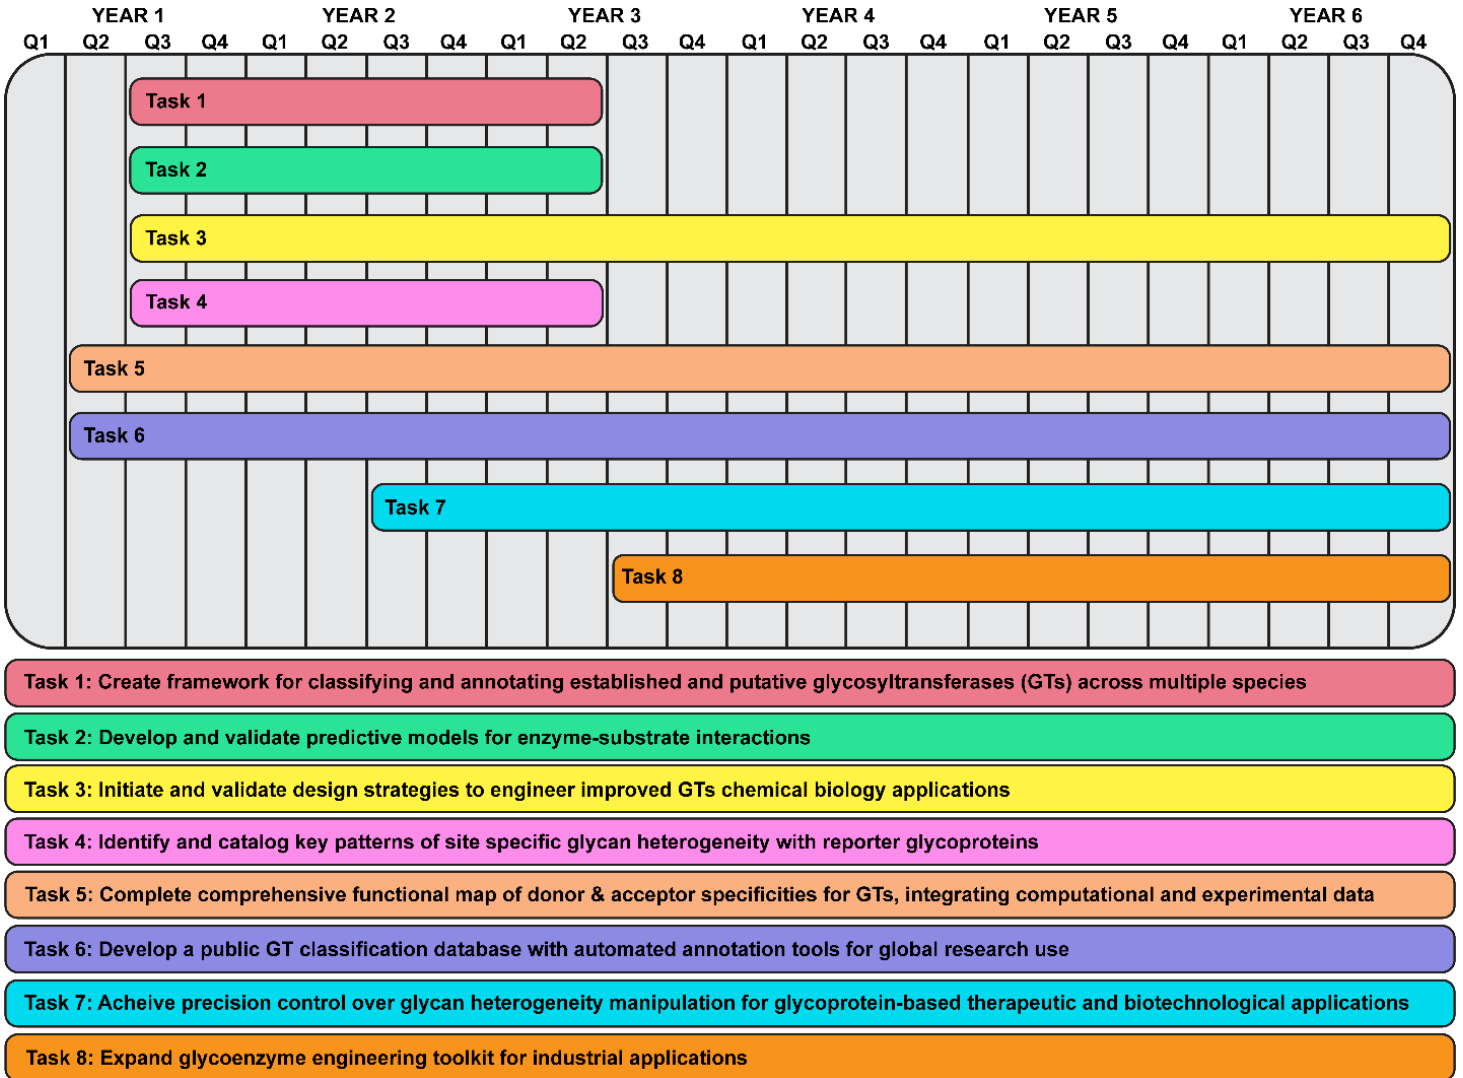 YEAR 1 YEAR 2 YEAR 3 YEAR 4 YEAR 5 YEAR 6
Q1 Q2 Q3 Q4 Q1 Q2 Q3 Q4 Q1 Q2 Q3 Q4 Q1 Q2 Q3 Q4 Q1 Q2 Q3 Q4 Q1 Q2 Q3 Q4
Task 1
Task 2
Task 3
Task 4
Task 5
Task 6
Task 7
Task 8
Task 1: Create framework for classifying and annotating established and putative glycosyltransferases (GTs) across multiple species
Task 2: Develop and validate predictive models for enzyme-substrate interactions
Task 3: Initiate and validate design strategies to engineer improved GTs chemical biology applications
Task 4: Identify and catalog key patterns of site specific glycan heterogeneity with reporter glycoproteins
Task 5: Complete comprehensive functional map of donor & acceptor specificities for GTs, integrating computational and experimental data
Task 6: Develop a public GT classification database with automated annotation tools for global research use
Task 7: Acheive precision control over glycan heterogeneity manipulation for glycoprotein-based therapeutic and biotechnological applications
Task 8: Expand glycoenzyme engineering toolkit for industrial applications